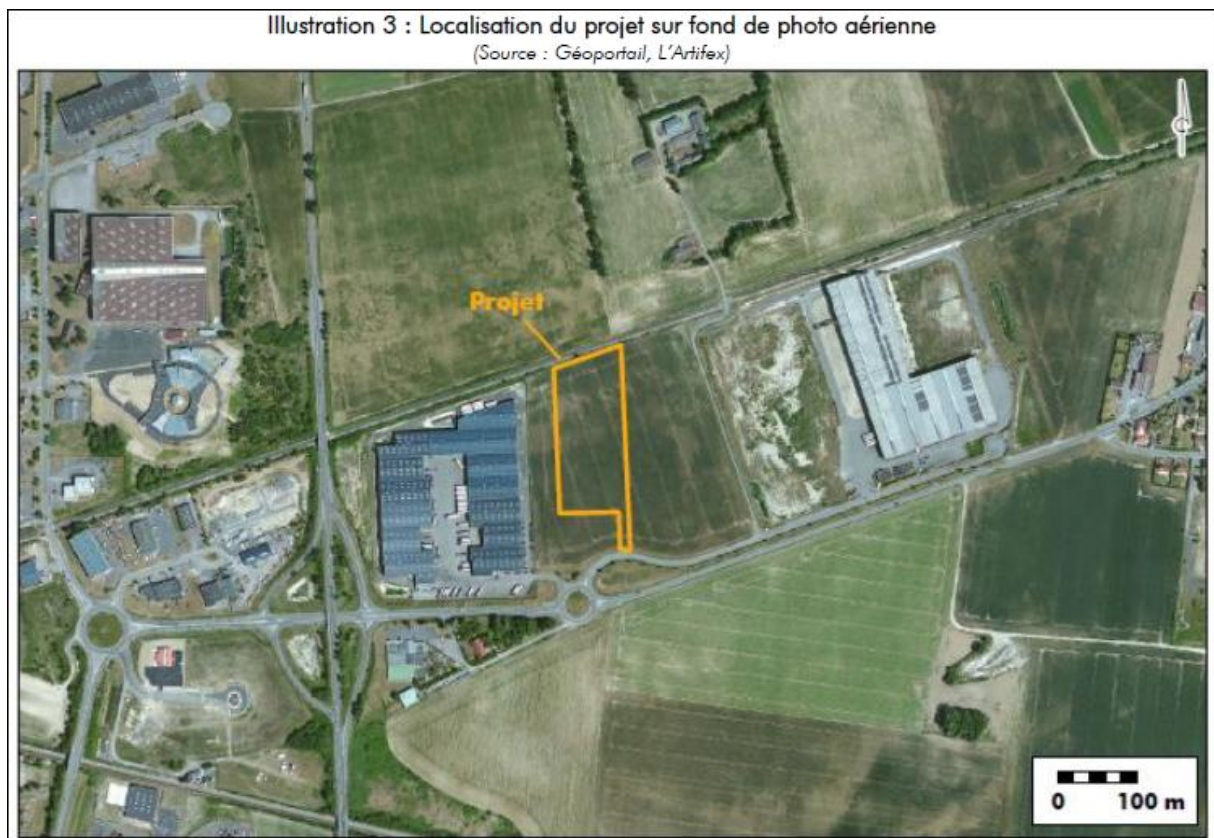 Illustration 3 : Localisation du projet sur fond de photo aérienne
(Source : Géoportail, L'Artifex)
Projet
0 100 m